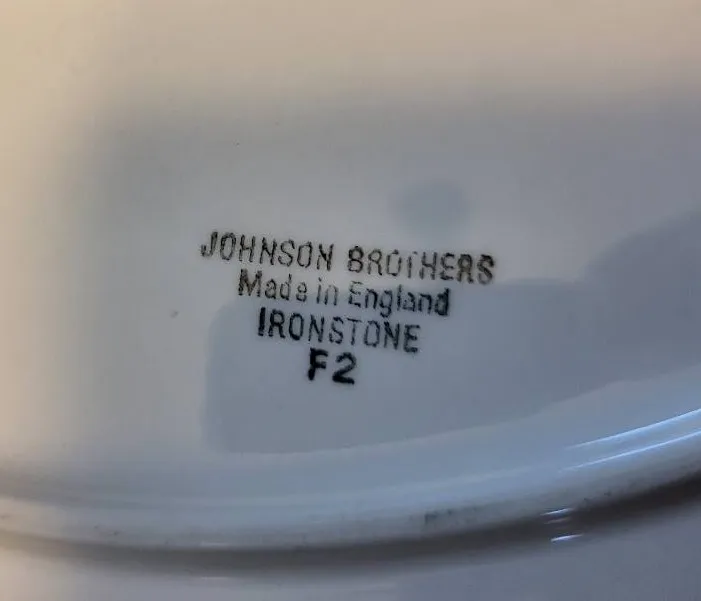 JOHNSON BROTHERS
Made in England
IRONSTONE
F2